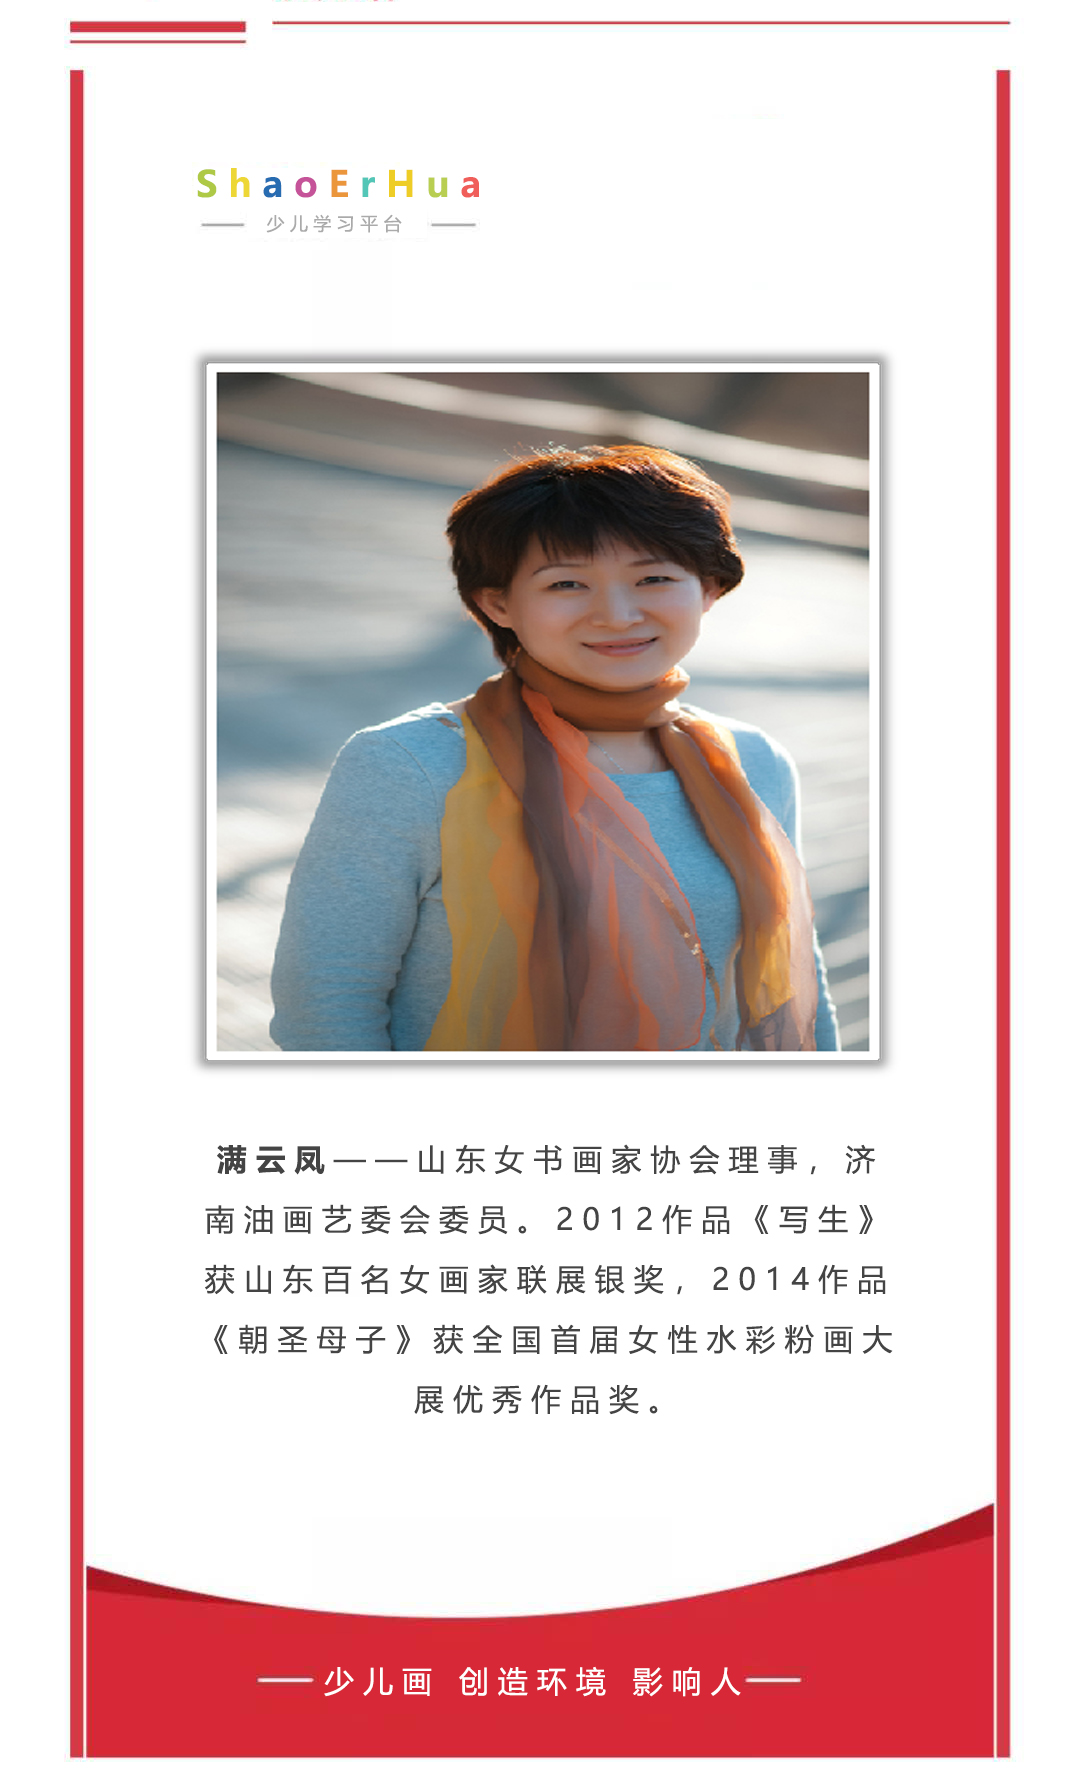 ShaoErHua
少儿学习平台
满云凤——山东女书画家协会理事，济
南油画艺委会委员。2012作品《写生》
获山东百名女画家联展银奖，2014作品
《朝圣母子》获全国首届女性水彩粉画大
展优秀作品奖。
少儿画 创造环境 影响人